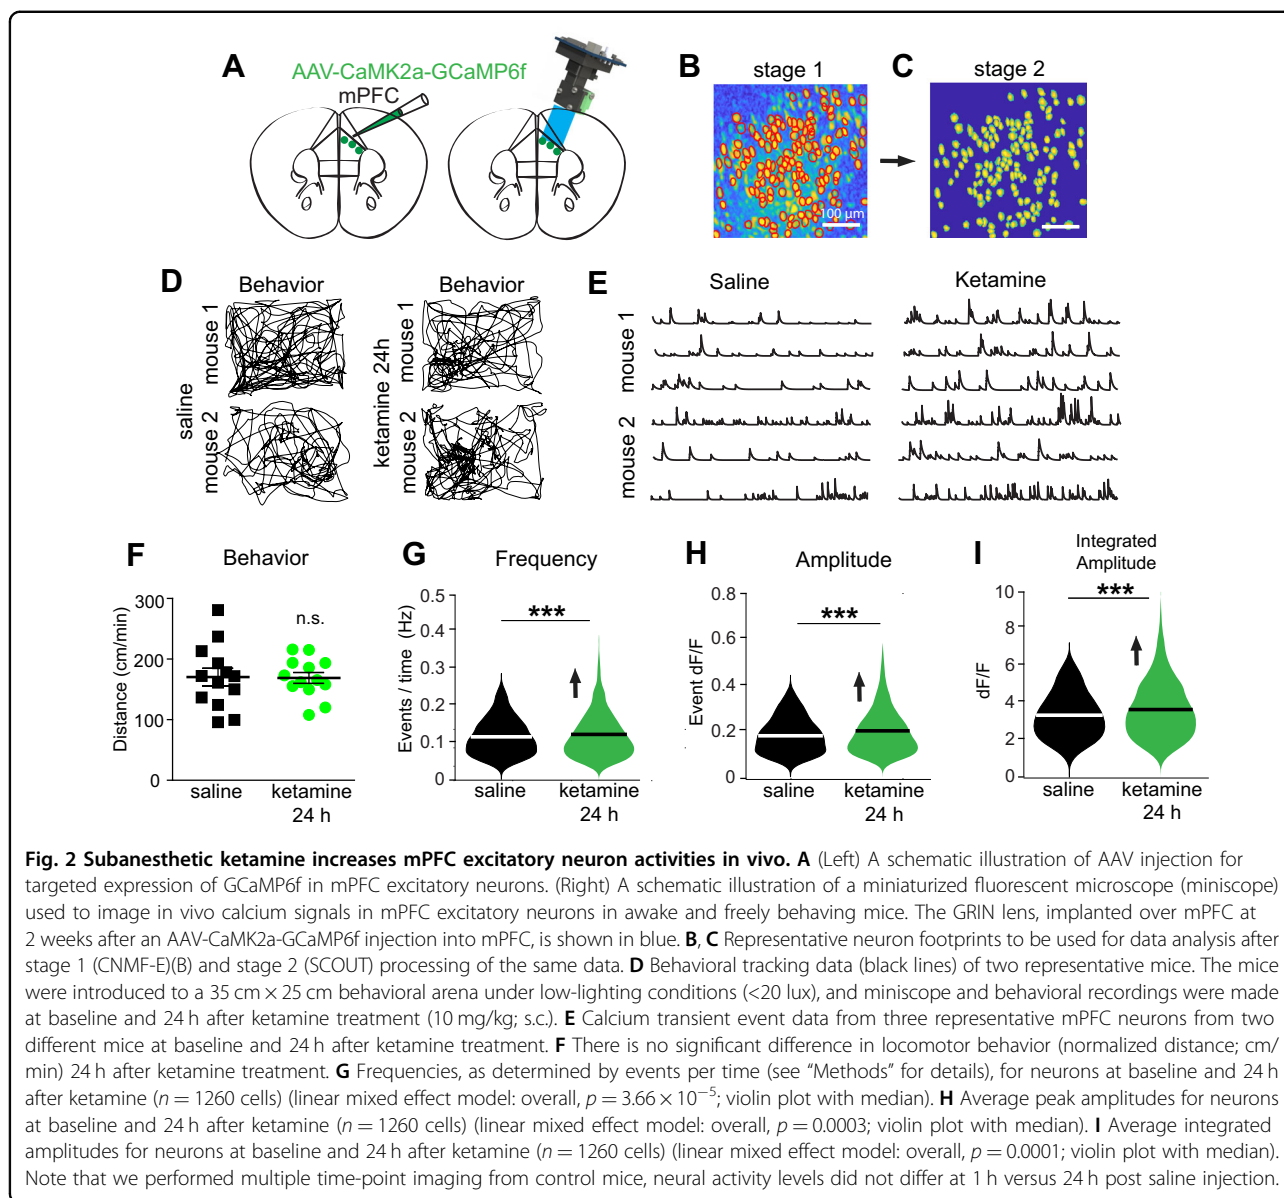 A
AAV-CaMK2a-GCaMP6f
mPFC
B
stage 1
100 µm
C
stage 2
D
Behavior
Behavior
saline
mouse 1
mouse 2
ketamine 24h
mouse 1
mouse 2
E
Saline
Ketamine
mouse 1
mouse 2
F
Behavior
Distance (cm/min)
300
200
100
0
n.s.
saline
ketamine
24 h
G
Frequency
Events / time (Hz)
0.5
0.4
0.3
0.2
0.1
0
***
saline
ketamine
24 h
H
Amplitude
Event dF/F
0.8
0.6
0.4
0.2
0
***
saline
ketamine
24 h
I
Integrated
Amplitude
dF/F
10
8
6
4
2
0
***
saline
ketamine
24 h
Fig. 2 Subanesthetic ketamine increases mPFC excitatory neuron activities in vivo. A (Left) A schematic illustration of AAV injection for
targeted expression of GCaMP6f in mPFC excitatory neurons. (Right) A schematic illustration of a miniaturized fluorescent microscope (miniscope)
used to image in vivo calcium signals in mPFC excitatory neurons in awake and freely behaving mice. The GRIN lens, implanted over mPFC at
2 weeks after an AAV-CaMK2a-GCaMP6f injection into mPFC, is shown in blue. B, C Representative neuron footprints to be used for data analysis after
stage 1 (CNMF-E)(B) and stage 2 (SCOUT) processing of the same data. D Behavioral tracking data (black lines) of two representative mice. The mice
were introduced to a 35 cm × 25 cm behavioral arena under low-lighting conditions (<20 lux), and miniscope and behavioral recordings were made
at baseline and 24 h after ketamine treatment (10 mg/kg; s.c.). E Calcium transient event data from three representative mPFC neurons from two
different mice at baseline and 24 h after ketamine treatment. F There is no significant difference in locomotor behavior (normalized distance; cm/
min) 24 h after ketamine treatment. G Frequencies, as determined by events per time (see “Methods” for details), for neurons at baseline and 24 h
after ketamine (n = 1260 cells) (linear mixed effect model: overall, p = 3.66 × 10⁻⁵; violin plot with median). H Average peak amplitudes for neurons
at baseline and 24 h after ketamine (n = 1260 cells) (linear mixed effect model: overall, p = 0.0003; violin plot with median). I Average integrated
amplitudes for neurons at baseline and 24 h after ketamine (n = 1260 cells) (linear mixed effect model: overall, p = 0.0001; violin plot with median).
Note that we performed multiple time-point imaging from control mice, neural activity levels did not differ at 1 h versus 24 h post saline injection.